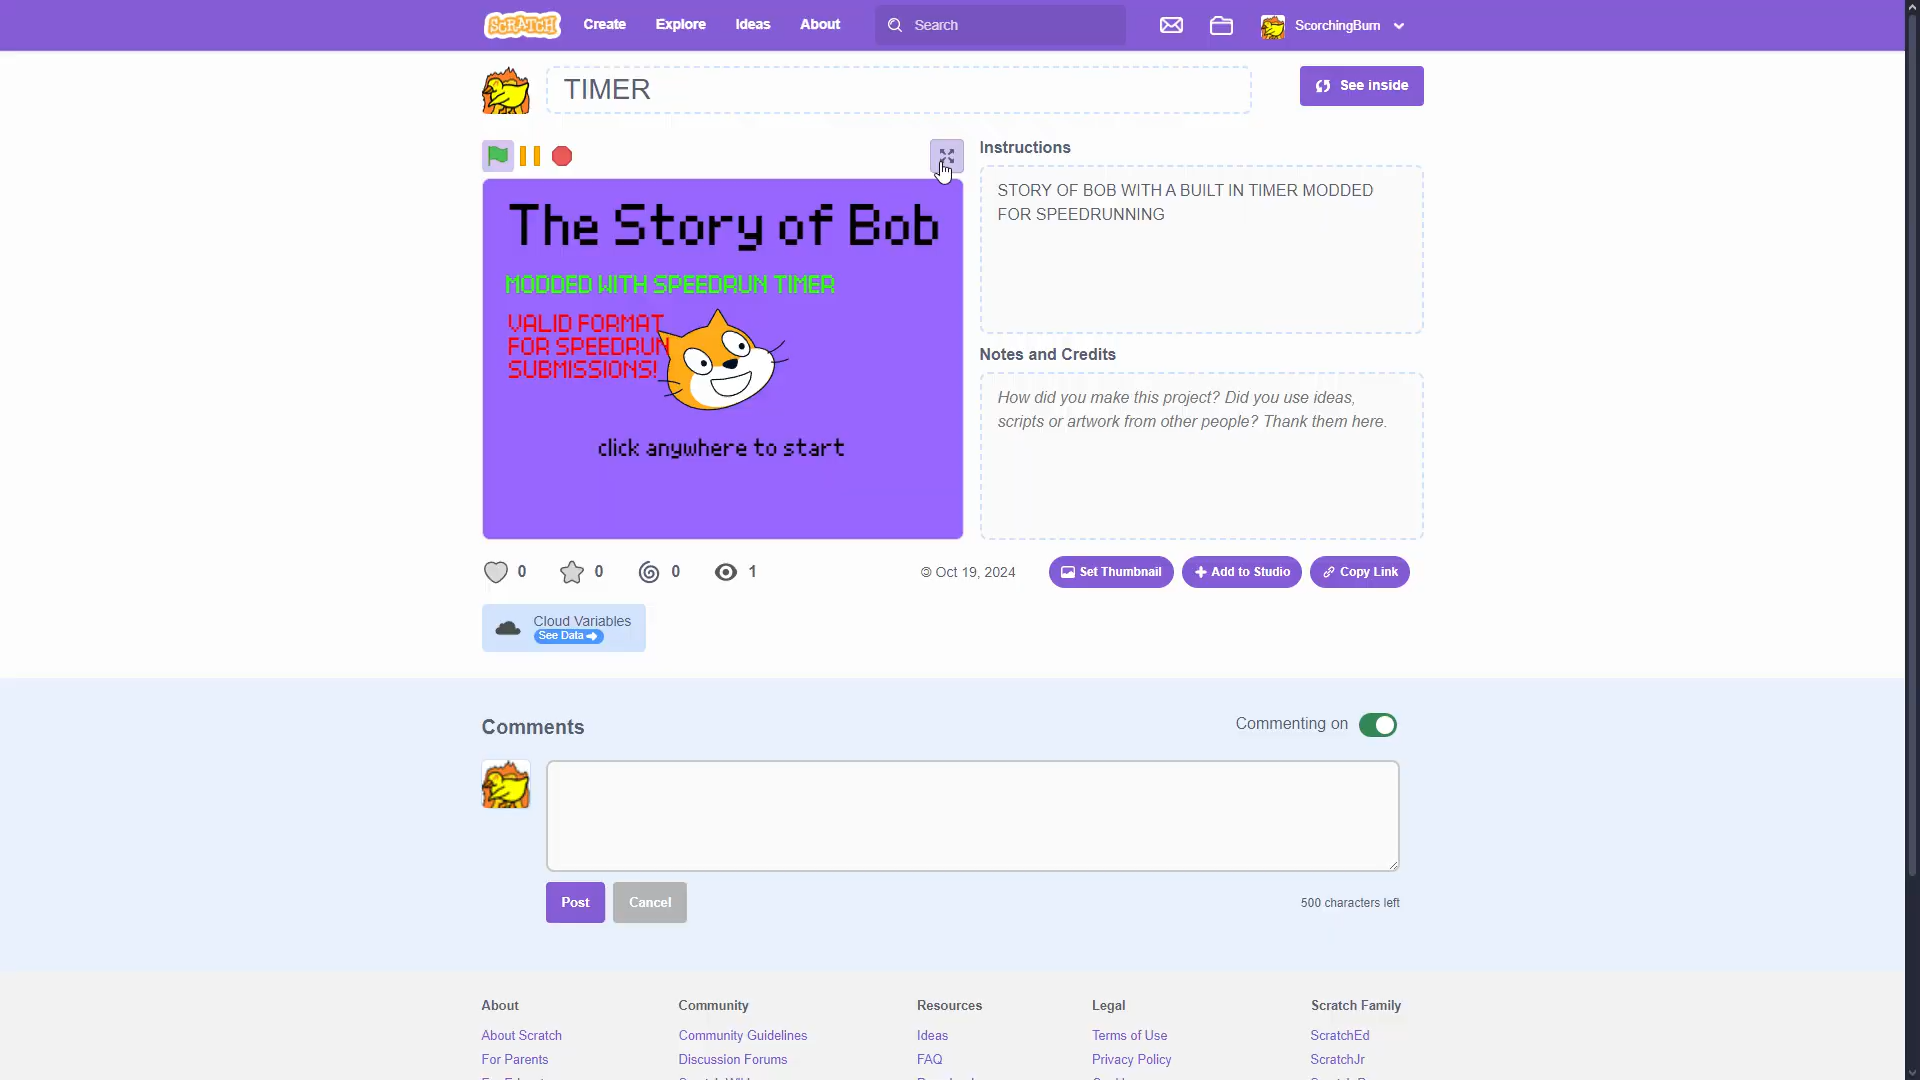 SCRATCH Create Explore Ideas About Search ScorchingBurn
TIMER
See inside
Instructions
STORY OF BOB WITH A BUILT IN TIMER MODDED
FOR SPEEDRUNNING
The Story of Bob
MODDED WITH SPEEDRUN TIMER
VALID FORMAT
FOR SPEEDRUN
SUBMISSIONS!
click anywhere to start
Notes and Credits
How did you make this project? Did you use ideas,
scripts or artwork from other people? Thank them here.
0 0 0 1
© Oct 19, 2024 Set Thumbnail Add to Studio Copy Link
Cloud Variables
See Data
Comments
Commenting on
Post Cancel
500 characters left
About Community Resources Legal Scratch Family
About Scratch Community Guidelines Ideas Terms of Use ScratchEd
For Parents Discussion Forums FAQ Privacy Policy ScratchJr